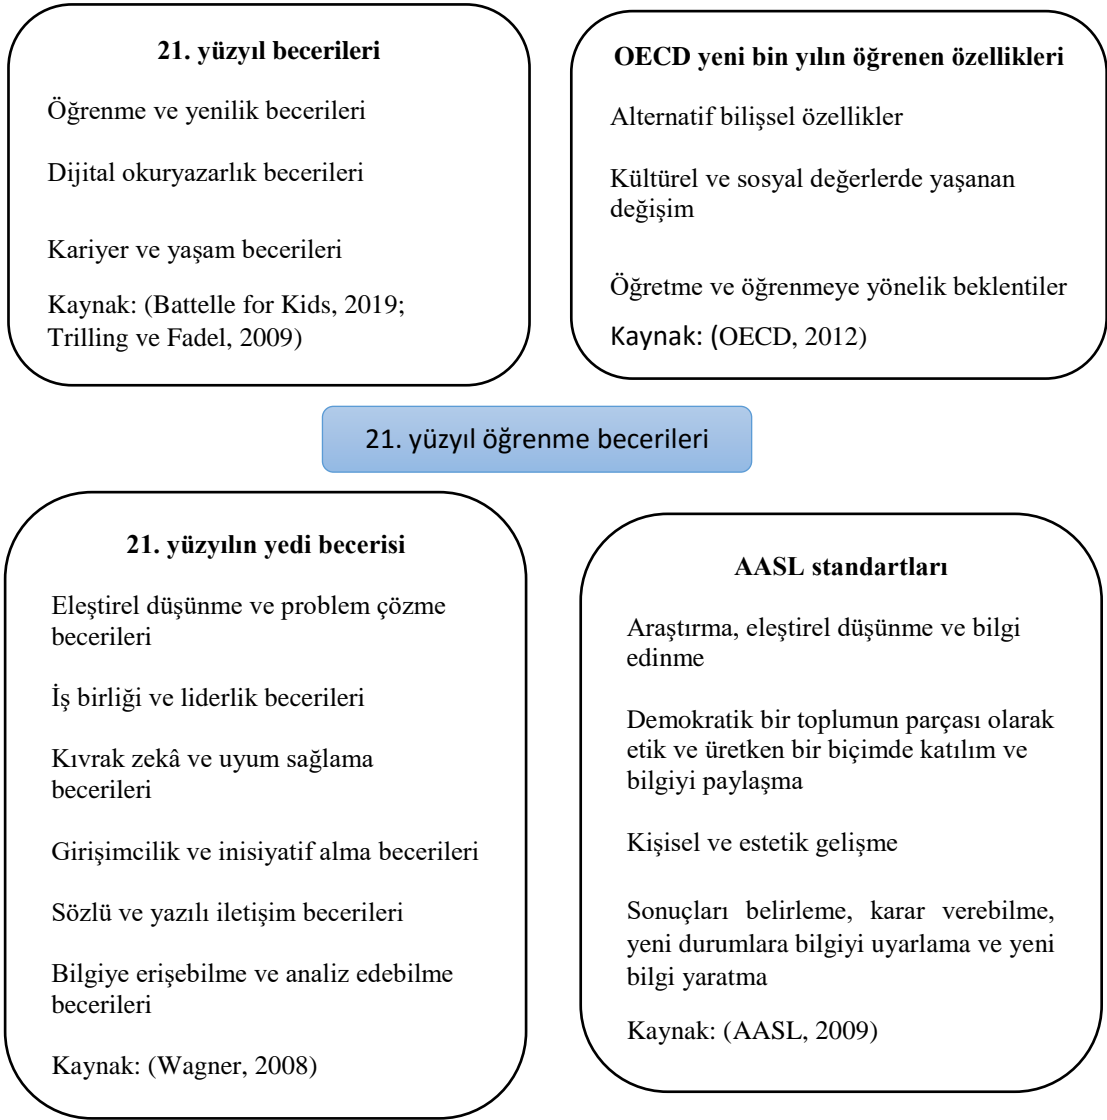 21. yüzyıl becerileri
Öğrenme ve yenilik becerileri
Dijital okuryazarlık becerileri
Kariyer ve yaşam becerileri
Kaynak: (Battelle for Kids, 2019;
Trilling ve Fadel, 2009)
OECD yeni bin yılın öğrenen özellikleri
Alternatif bilişsel özellikler
Kültürel ve sosyal değerlerde yaşanan
değişim
Öğretme ve öğrenmeye yönelik beklentiler
Kaynak: (OECD, 2012)
21. yüzyıl öğrenme becerileri
21. yüzyılın yedi becerisi
Eleştirel düşünme ve problem çözme
becerileri
İş birliği ve liderlik becerileri
Kıvrak zekâ ve uyum sağlama
becerileri
Girişimcilik ve inisiyatif alma becerileri
Sözlü ve yazılı iletişim becerileri
Bilgiye erişebilme ve analiz edebilme
becerileri
Kaynak: (Wagner, 2008)
AASL standartları
Araştırma, eleştirel düşünme ve bilgi
edinme
Demokratik bir toplumun parçası olarak
etik ve üretken bir biçimde katılım ve
bilgiyi paylaşma
Kişisel ve estetik gelişme
Sonuçları belirleme, karar verebilme,
yeni durumlara bilgiyi uyarlama ve yeni
bilgi yaratma
Kaynak: (AASL, 2009)